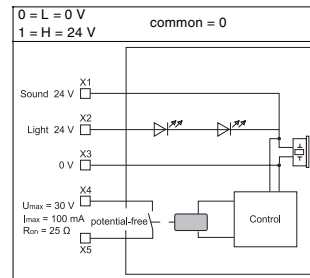 0 = L = 0 V
1 = H = 24 V
common = 0
X1
Sound 24 V
X2
Light 24 V
X3
0 V
X4
Umax = 30 V
Imax = 100 mA
Ron = 25 Ω
potential-free
Control
X5